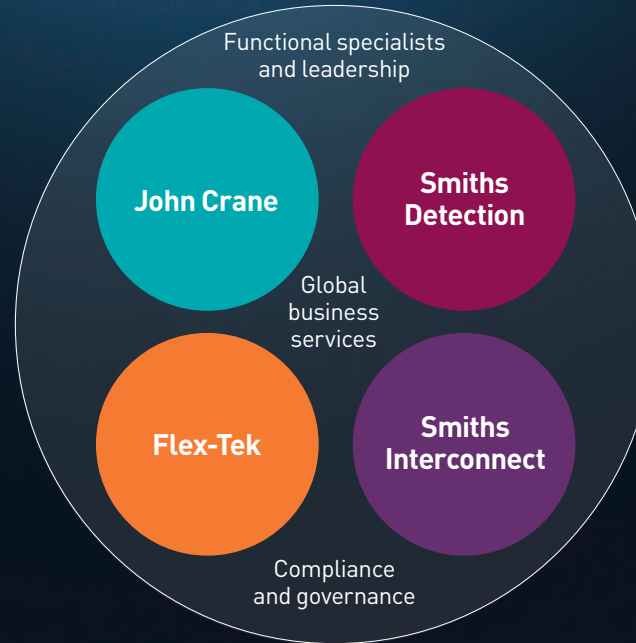 Functional specialists
and leadership
John Crane
Smiths
Detection
Global
business
services
Flex-Tek
Smiths
Interconnect
Compliance
and governance